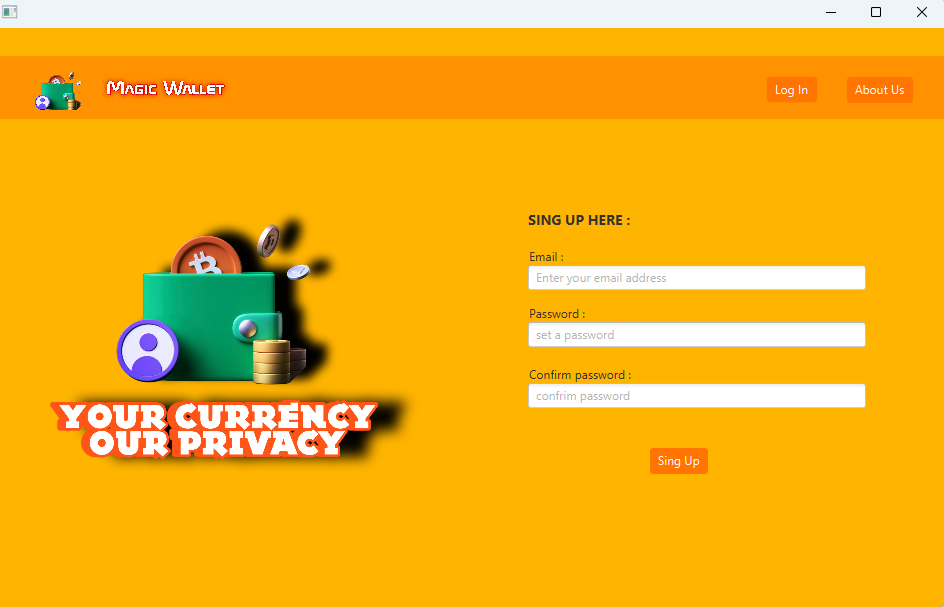 Magic Wallet
Log In
About Us
SING UP HERE :
Email :
Enter your email address
Password :
set a password
Confirm password :
confrim password
Sing Up
YOUR CURRENCY
OUR PRIVACY